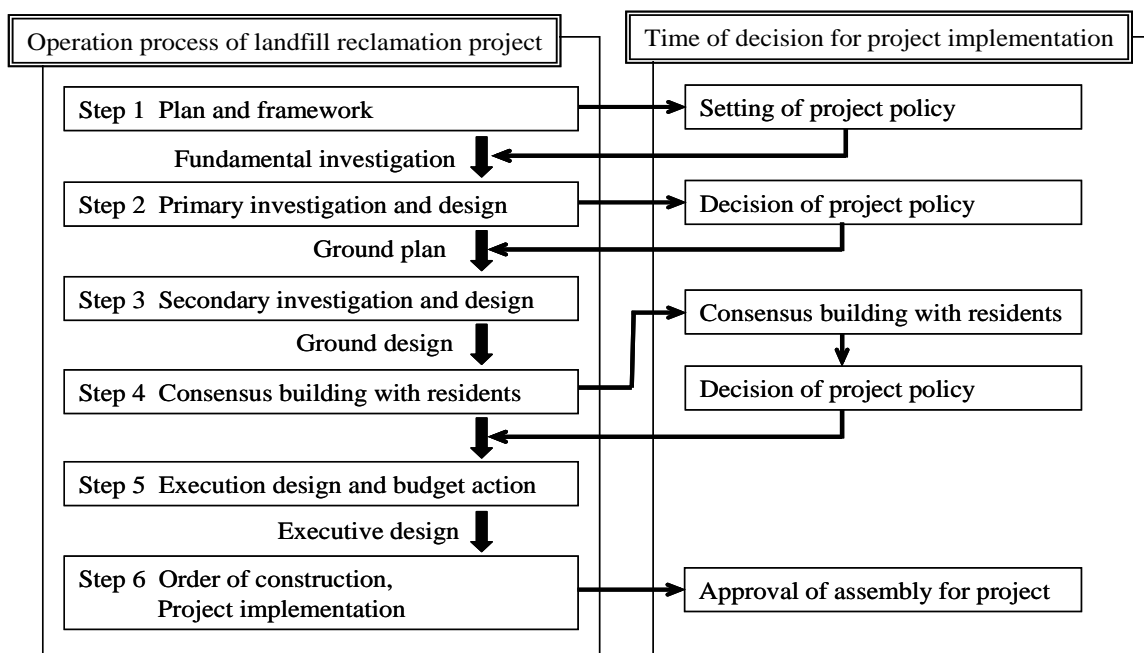 Operation process of landfill reclamation project
Time of decision for project implementation
Step 1 Plan and framework
Setting of project policy
Fundamental investigation
Step 2 Primary investigation and design
Decision of project policy
Ground plan
Step 3 Secondary investigation and design
Consensus building with residents
Ground design
Step 4 Consensus building with residents
Decision of project policy
Step 5 Execution design and budget action
Executive design
Step 6 Order of construction,
Project implementation
Approval of assembly for project